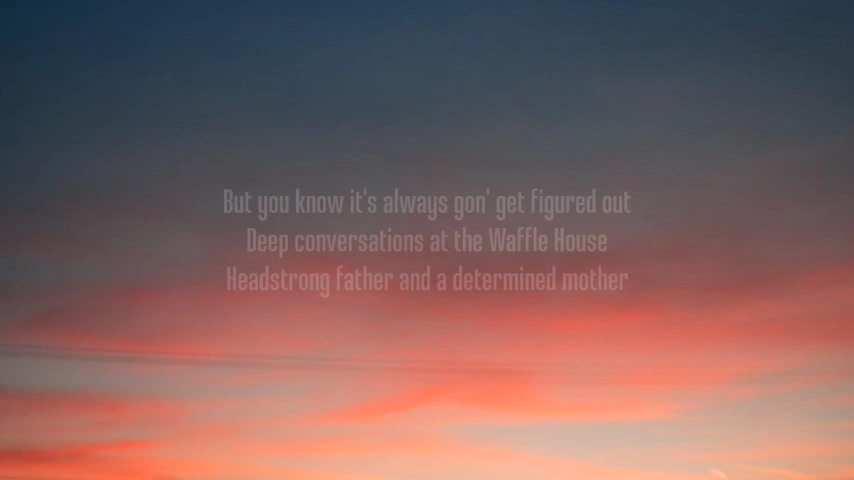 But you know it's always gon' get figured out
Deep conversations at the Waffle House
Headstrong father and a determined mother